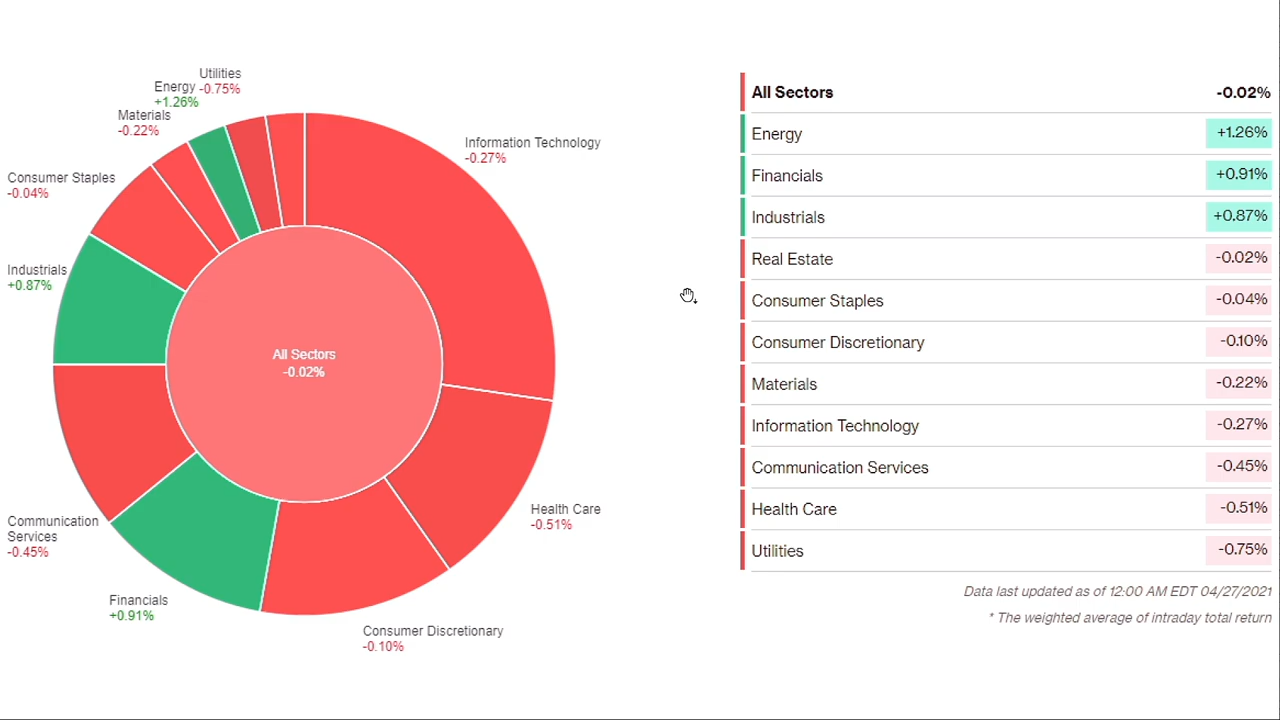 Utilities
-0.75%
Energy
+1.26%
Materials
-0.22%
Information Technology
-0.27%
Consumer Staples
-0.04%
Industrials
+0.87%
All Sectors
-0.02%
Health Care
-0.51%
Communication
Services
-0.45%
Financials
+0.91%
Consumer Discretionary
-0.10%
All Sectors -0.02%
Energy +1.26%
Financials +0.91%
Industrials +0.87%
Real Estate -0.02%
Consumer Staples -0.04%
Consumer Discretionary -0.10%
Materials -0.22%
Information Technology -0.27%
Communication Services -0.45%
Health Care -0.51%
Utilities -0.75%
Data last updated as of 12:00 AM EDT 04/27/2021
* The weighted average of intraday total return